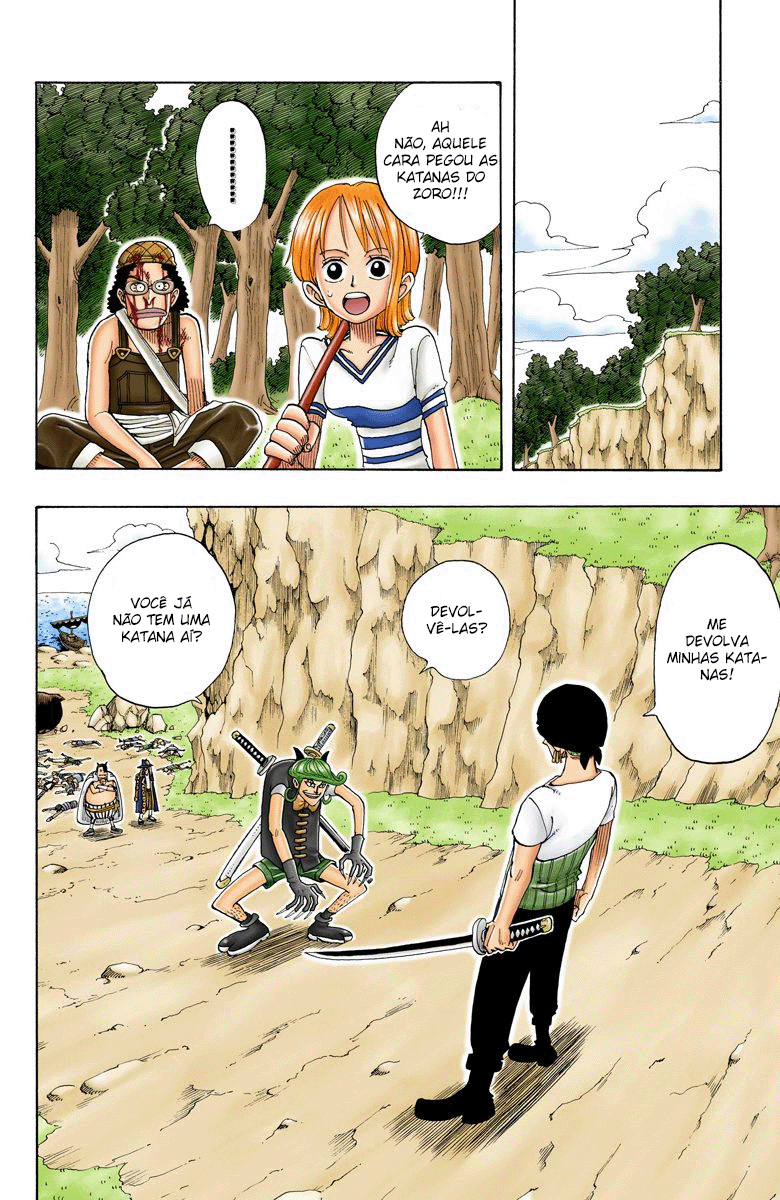 AH
NÃO, AQUELE
CARA PEGOU AS
KATANAS DO
ZORO!!!
ME
DEVOLVA
MINHAS KATA-
NAS!
DEVOL-
VÊ-LAS?
VOCÊ JÁ
NÃO TEM UMA
KATANA AÍ?